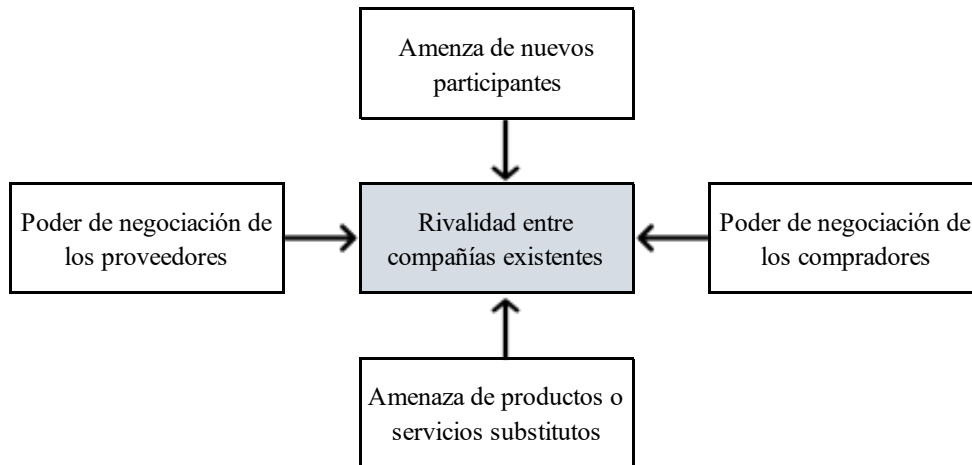 Amenza de nuevos
participantes
Poder de negociación de
los proveedores
Rivalidad entre
compañías existentes
Poder de negociación de
los compradores
Amenaza de productos o
servicios substitutos